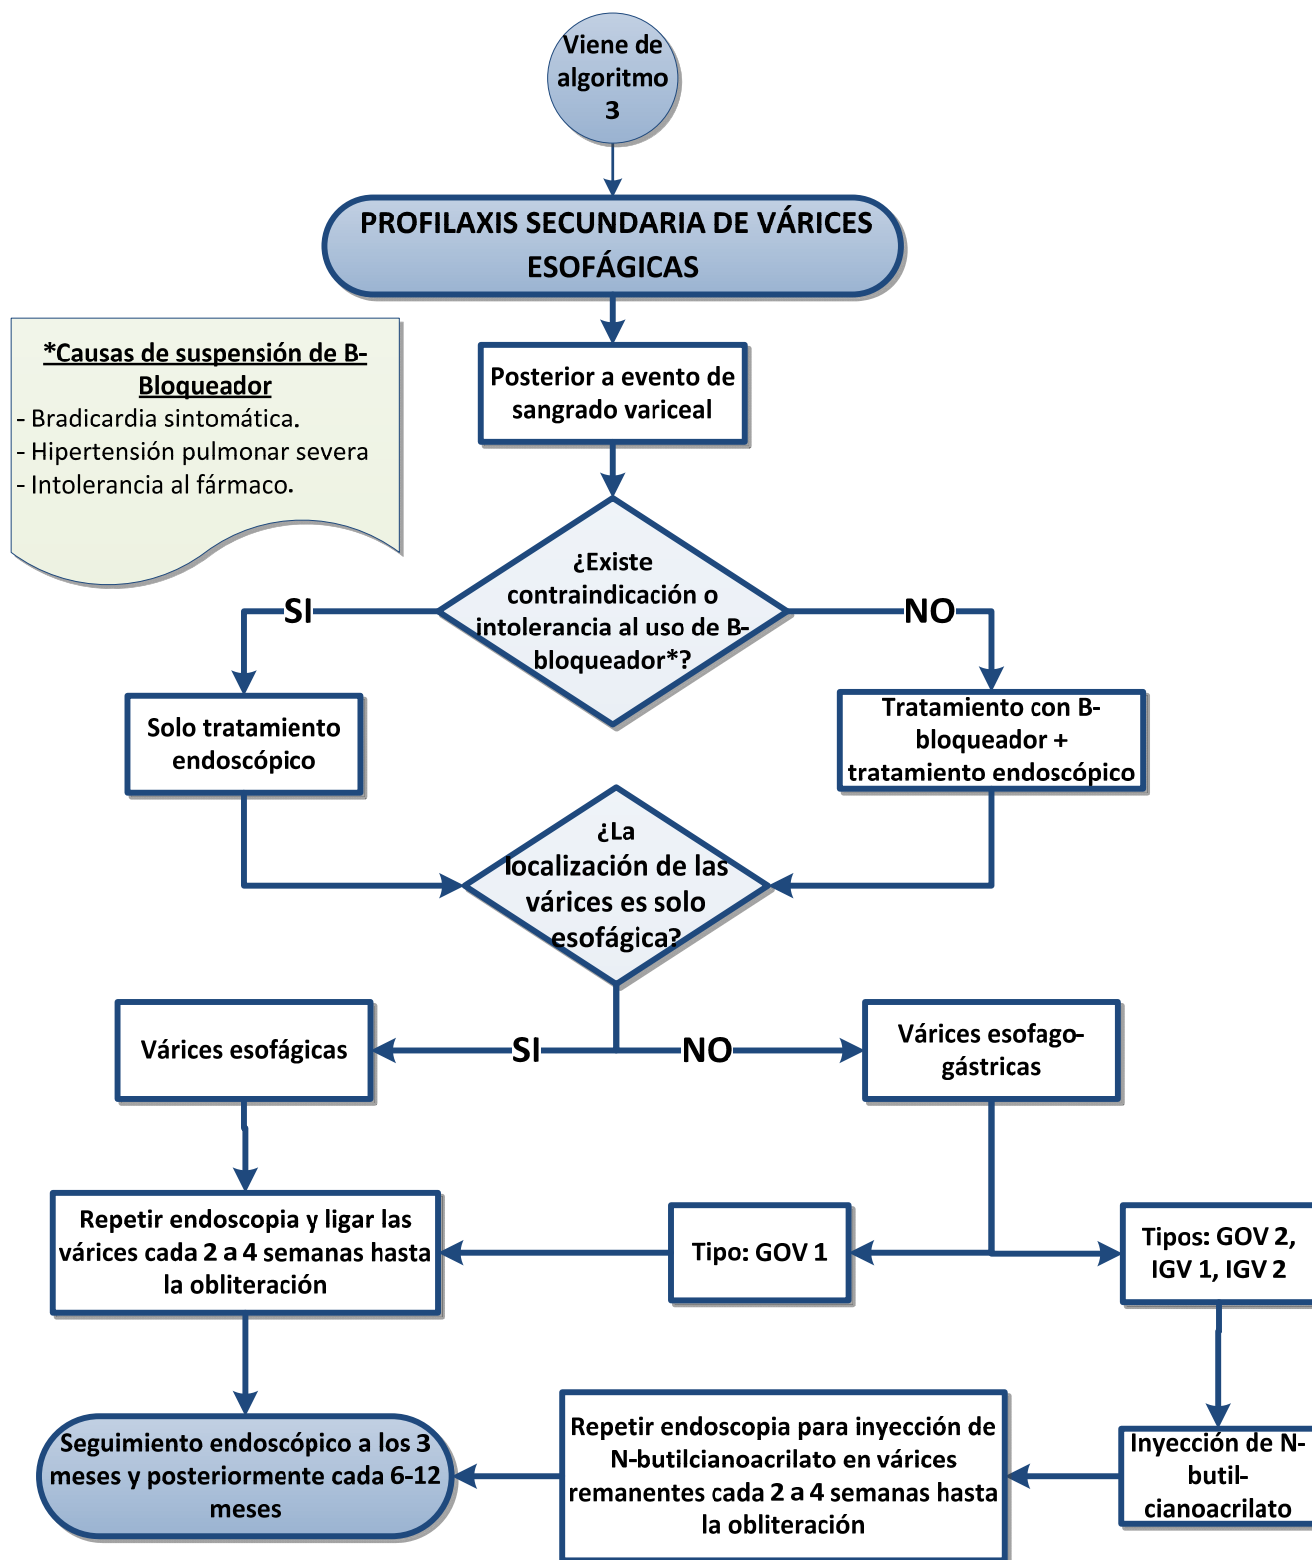 Viene de
algoritmo
3
PROFILAXIS SECUNDARIA DE VÁRICES
ESOFÁGICAS
*Causas de suspensión de B-
Bloqueador
- Bradicardia sintomática.
- Hipertensión pulmonar severa
- Intolerancia al fármaco.
Posterior a evento de
sangrado variceal
¿Existe
contraindicación o
intolerancia al uso de B-
bloqueador*?
SI
NO
Solo tratamiento
endoscópico
Tratamiento con B-
bloqueador +
tratamiento endoscópico
¿La
localización de las
várices es solo
esofágica?
SI
NO
Várices esofágicas
Várices esofago-
gástricas
Repetir endoscopia y ligar las
várices cada 2 a 4 semanas hasta
la obliteración
Tipo: GOV 1
Tipos: GOV 2,
IGV 1, IGV 2
Seguimiento endoscópico a los 3
meses y posteriormente cada 6-12
meses
Repetir endoscopia para inyección de
N-butilcianoacrilato en várices
remanentes cada 2 a 4 semanas hasta
la obliteración
Inyección de N-
butil-
cianoacrilato